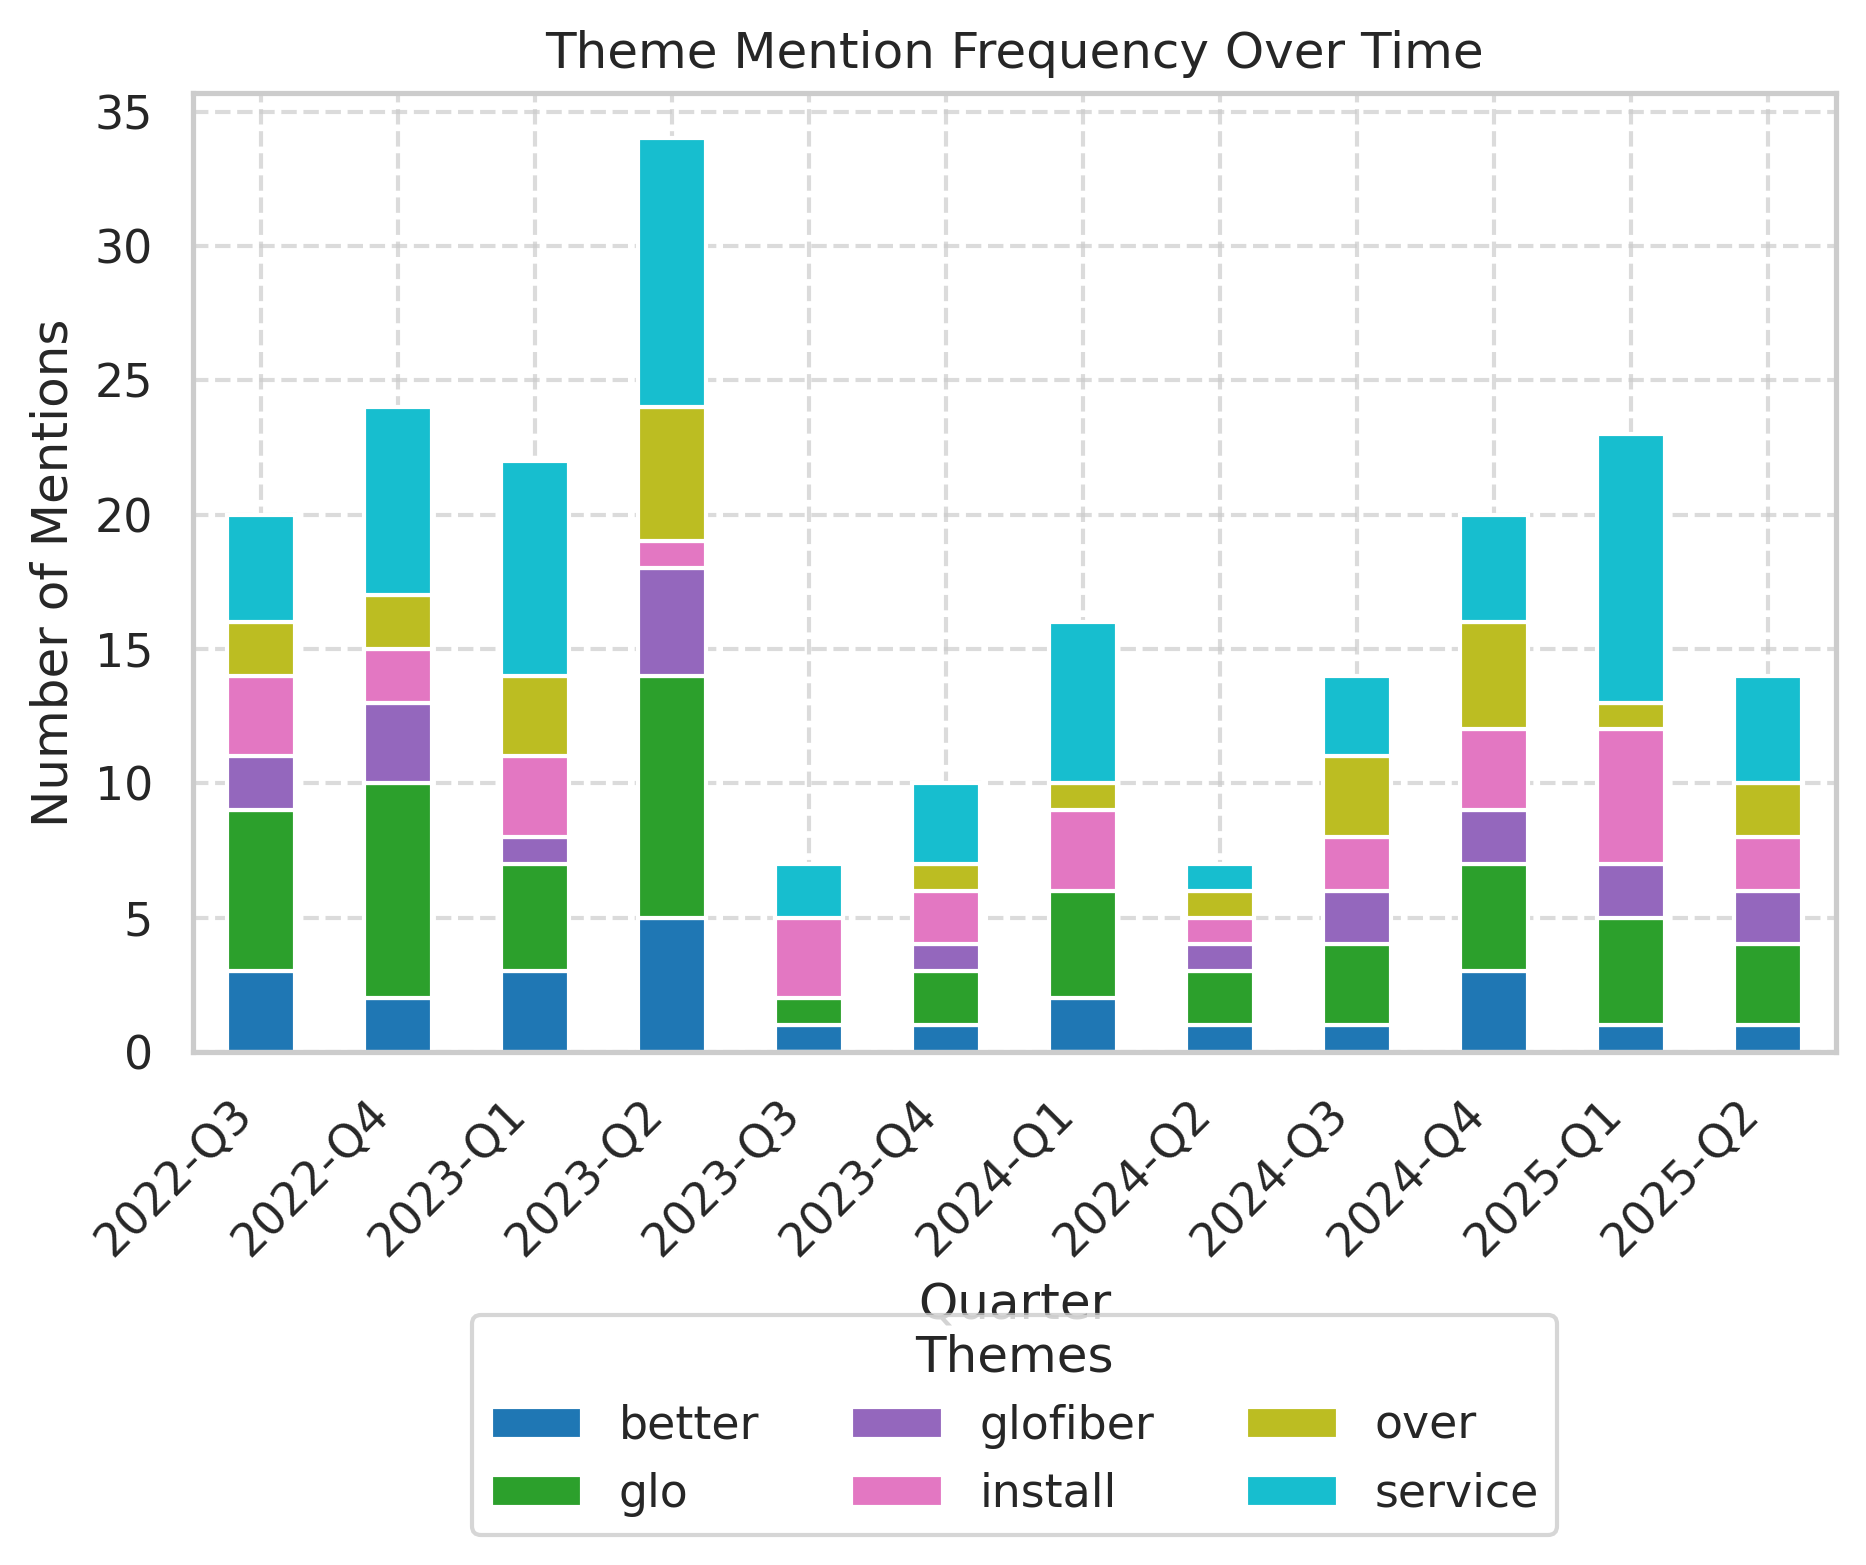 Theme Mention Frequency Over Time
35
30
25
20
15
10
5
0
Number of Mentions
2022-Q3
2022-Q4
2023-Q1
2023-Q2
2023-Q3
2023-Q4
2024-Q1
2024-Q2
2024-Q3
2024-Q4
2025-Q1
2025-Q2
Quarter
Themes
better
glofiber
over
glo
install
service